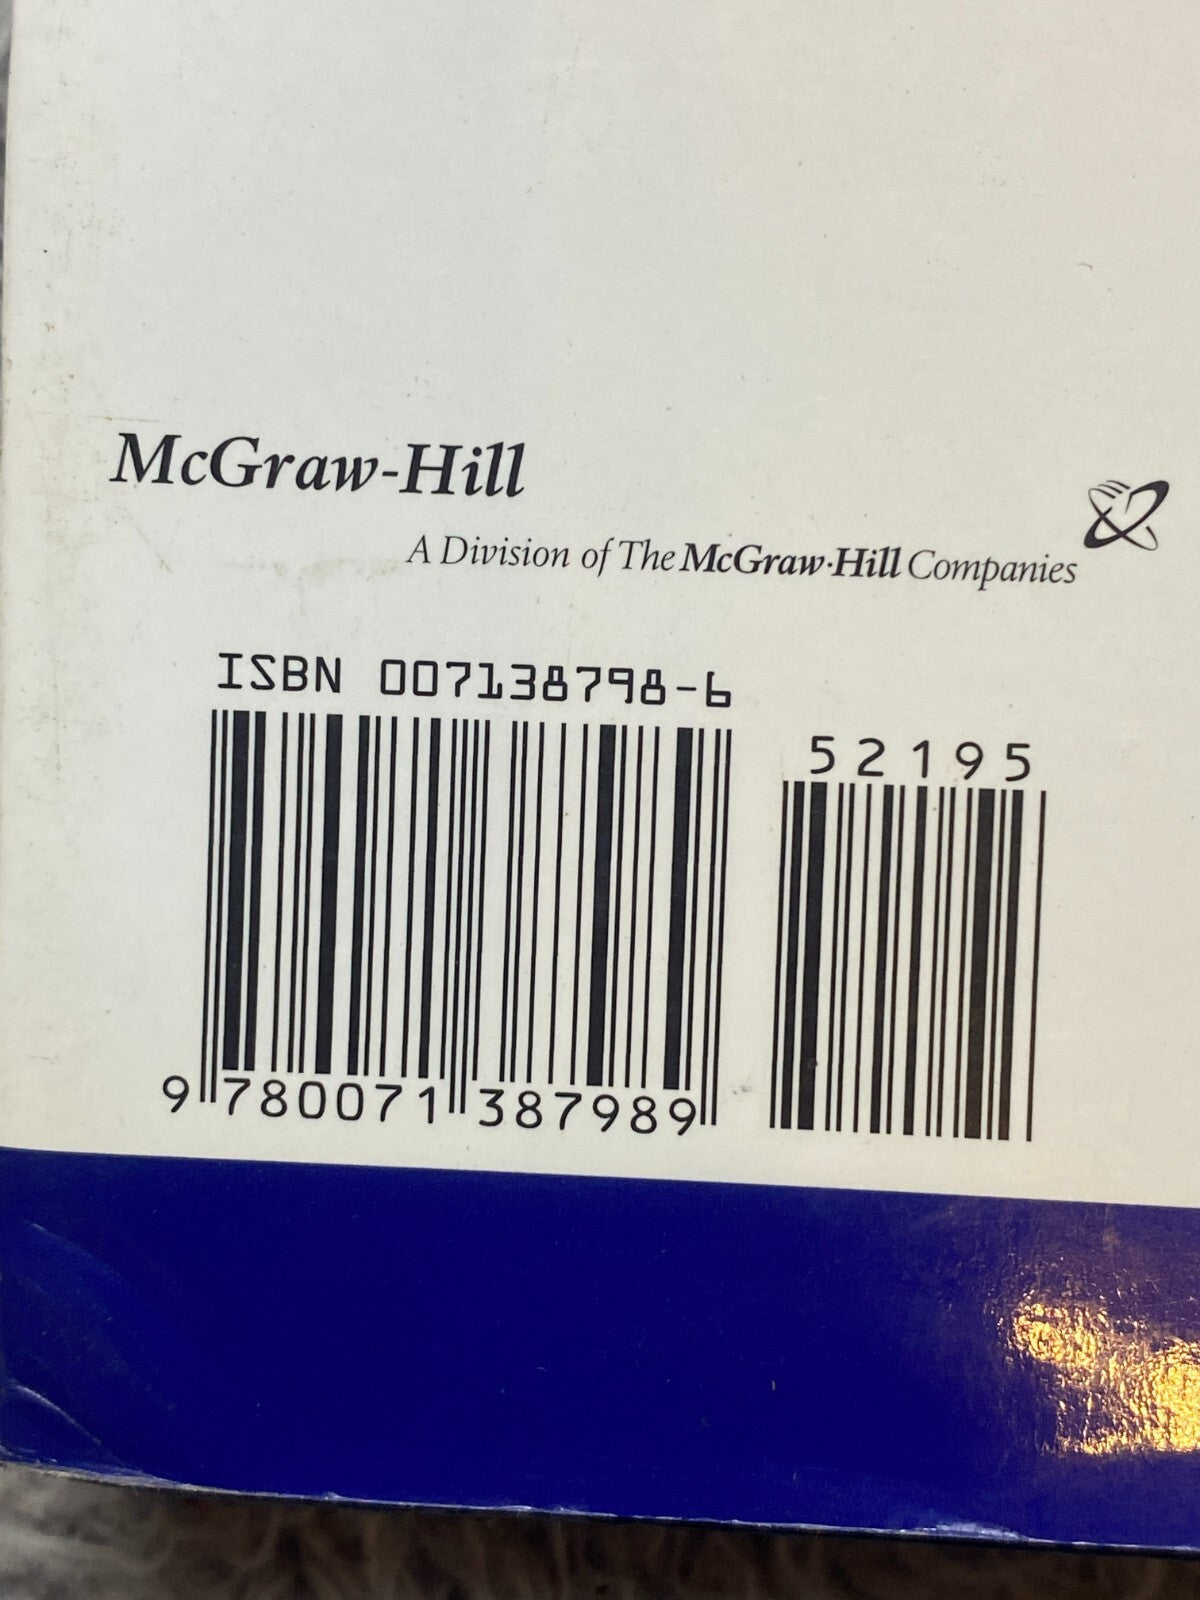 McGraw-Hill
A Division of The McGraw·Hill Companies
ISBN 007138798-6
52195
9 780071 387989